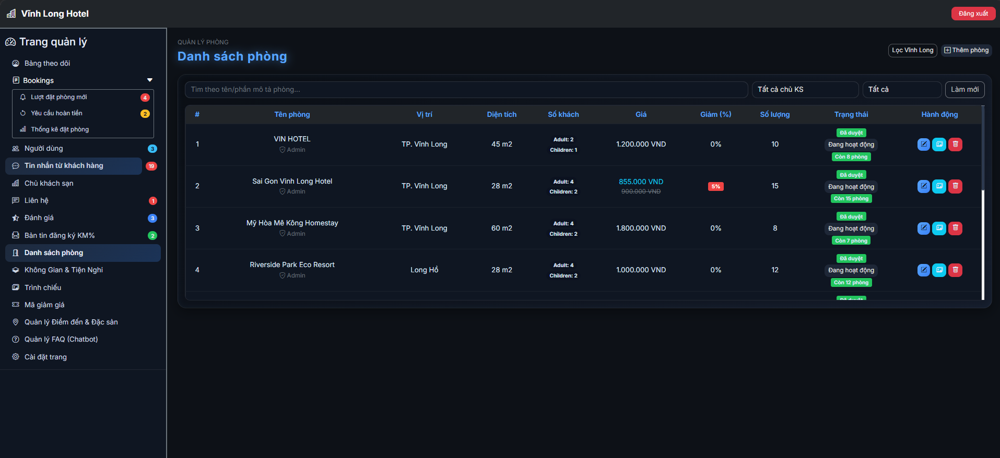 Vĩnh Long Hotel
Đăng xuất
Trang quản lý
Bảng theo dõi
Bookings
Lượt đặt phòng mới 4
Yêu cầu hoàn tiền 2
Thống kê đặt phòng
Người dùng 3
Tin nhắn từ khách hàng 19
Chủ khách sạn
Liên hệ 1
Đánh giá 3
Bản tin đăng ký KM% 2
Danh sách phòng
Không Gian & Tiện Nghi
Trình chiếu
Mã giảm giá
Quản lý Điểm đến & Đặc sản
Quản lý FAQ (Chatbot)
Cài đặt trang
QUẢN LÝ PHÒNG
Danh sách phòng
Lọc Vĩnh Long
Thêm phòng
Tìm theo tên/phần mô tả phòng...
Tất cả chủ KS
Tất cả
Làm mới
# Tên phòng Vị trí Diện tích Số khách Giá Giảm (%) Số lượng Trạng thái Hành động
1 VIN HOTEL TP. Vĩnh Long 45 m2 Adult: 2 1.200.000 VND 0% 10 Đã duyệt
Admin Children: 1 Đang hoạt động
Còn 8 phòng
2 Sai Gon Vinh Long Hotel TP. Vĩnh Long 28 m2 Adult: 4 855.000 VND 5% 15 Đã duyệt
Admin Children: 2 900.000 VND Đang hoạt động
Còn 15 phòng
3 Mỹ Hòa Mê Kông Homestay TP. Vĩnh Long 60 m2 Adult: 4 1.800.000 VND 0% 8 Đã duyệt
Admin Children: 2 Đang hoạt động
Còn 7 phòng
4 Riverside Park Eco Resort Long Hồ 28 m2 Adult: 4 1.000.000 VND 0% 12 Đã duyệt
Admin Children: 2 Đang hoạt động
Còn 12 phòng
Đã duyệt